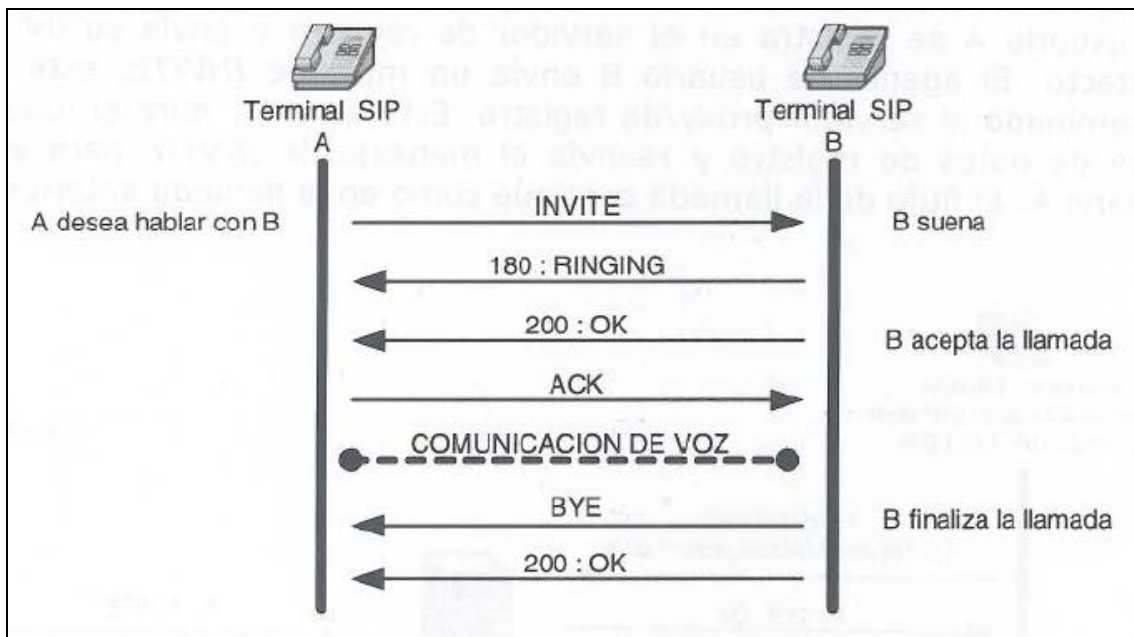 Terminal SIP
A
Terminal SIP
B
A desea hablar con B
INVITE
B suena
180 : RINGING
200 : OK
B acepta la llamada
ACK
COMUNICACION DE VOZ
BYE
B finaliza la llamada
200 : OK